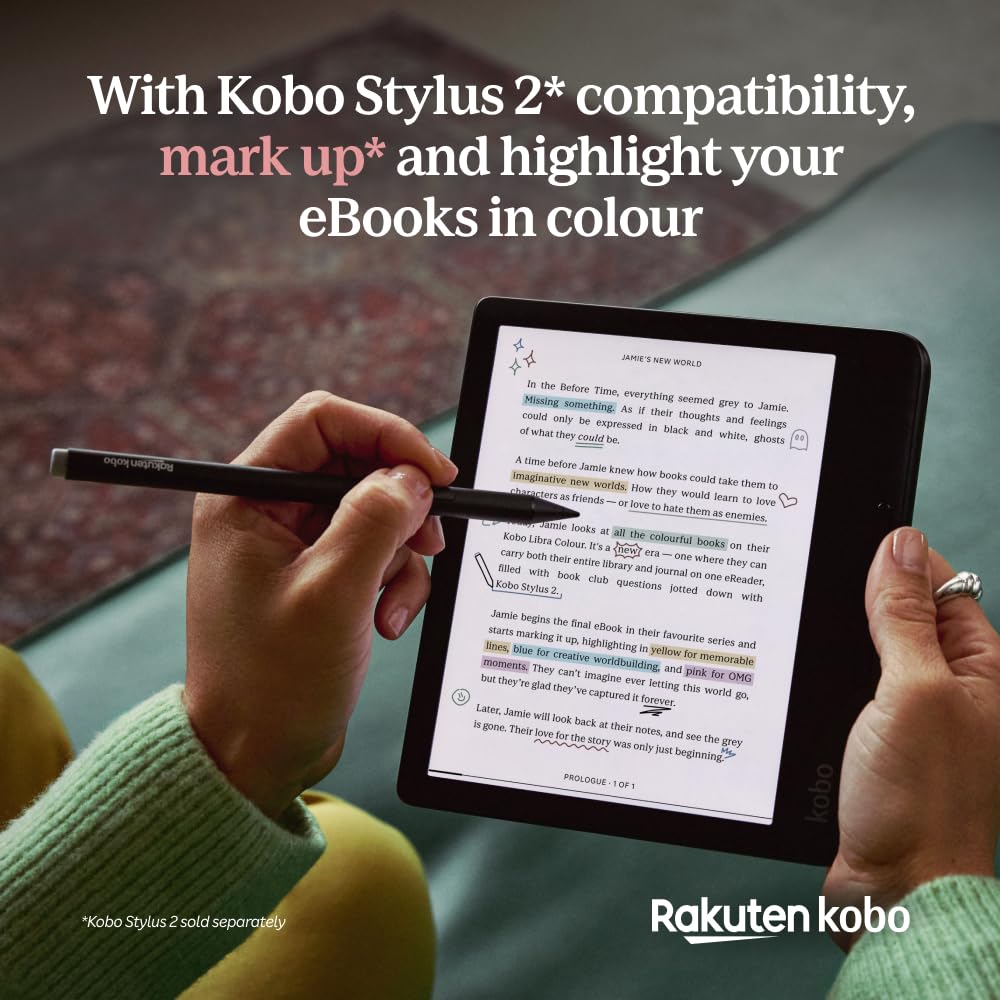 With Kobo Stylus 2* compatibility,
mark up* and highlight your
eBooks in colour
JAMIE'S NEW WORLD
In the Before Time, everything seemed grey to Jamie.
Missing something. As if their thoughts and feelings
could only be expressed in black and white, ghosts
of what they could be.
A time before Jamie knew how books could take them to
imaginative new worlds. How they would learn to love
characters as friends — or love to hate them as enemies.
Jamie looks at all the colourful books on their
Kobo Libra Colour. It's a new era — one where they can
carry both their entire library and journal on one eReader,
filled with book club questions jotted down with
Kobo Stylus 2.
Jamie begins the final eBook in their favourite series and
starts marking it up, highlighting in yellow for memorable
lines, blue for creative worldbuilding, and pink for OMG
moments. They can't imagine ever letting this world go,
but they're glad they've captured it forever.
Later, Jamie will look back at their notes, and see the grey
is gone. Their love for the story was only just beginning.
PROLOGUE · 1 OF 1
Rakuten kobo
kobo
*Kobo Stylus 2 sold separately
Rakuten kobo